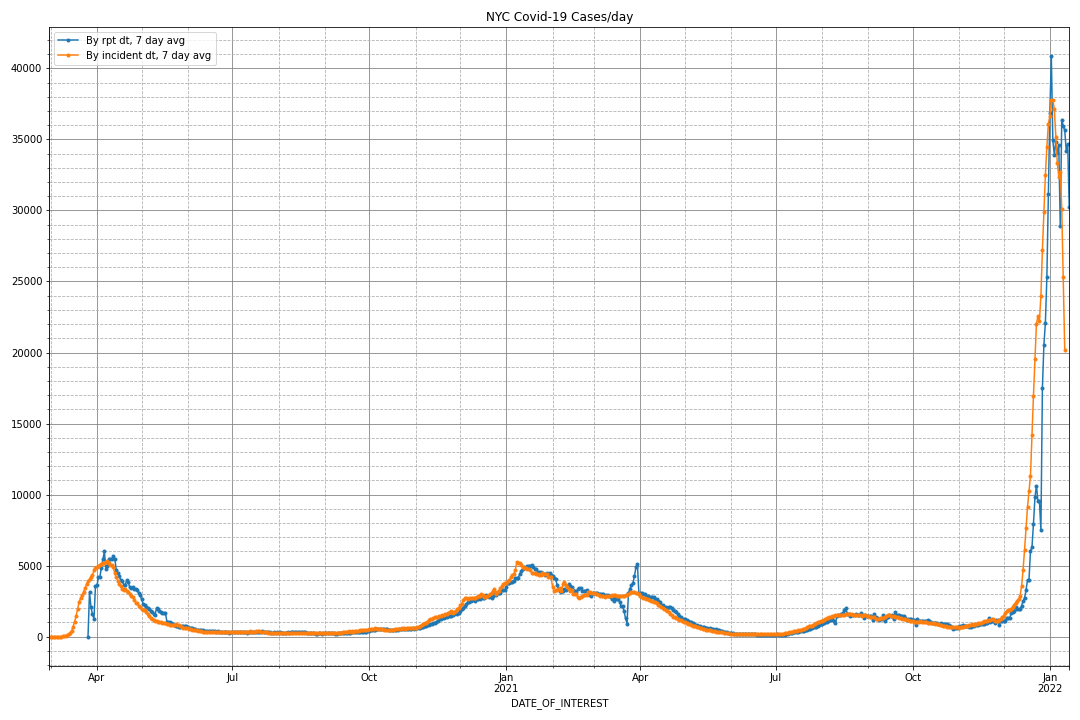 NYC Covid-19 Cases/day
By rpt dt, 7 day avg
By incident dt, 7 day avg
40000
35000
30000
25000
20000
15000
10000
5000
0
Apr Jul Oct Jan Apr Jul Oct Jan
2021 2022
DATE_OF_INTEREST